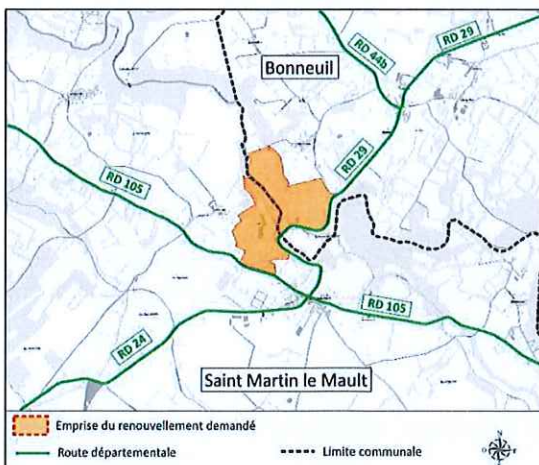 RD 29
RD 44b
Bonneuil
RD 29
RD 105
RD 105
RD 24
Saint Martin le Mault
Emprise du renouvellement demandé
Route départementale
Limite communale
N